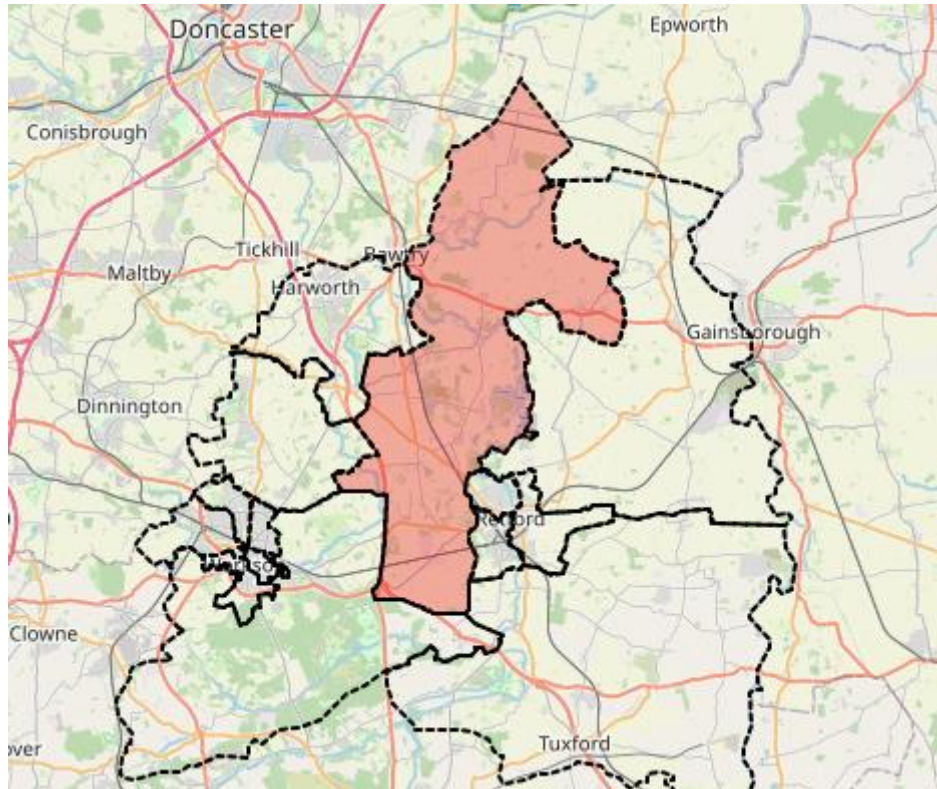 Epworth
Doncaster
Conisbrough
Tickhill
Bawtry
Maltby
Harworth
Gainsborough
Dinnington
Retford
Clowne
Tuxford